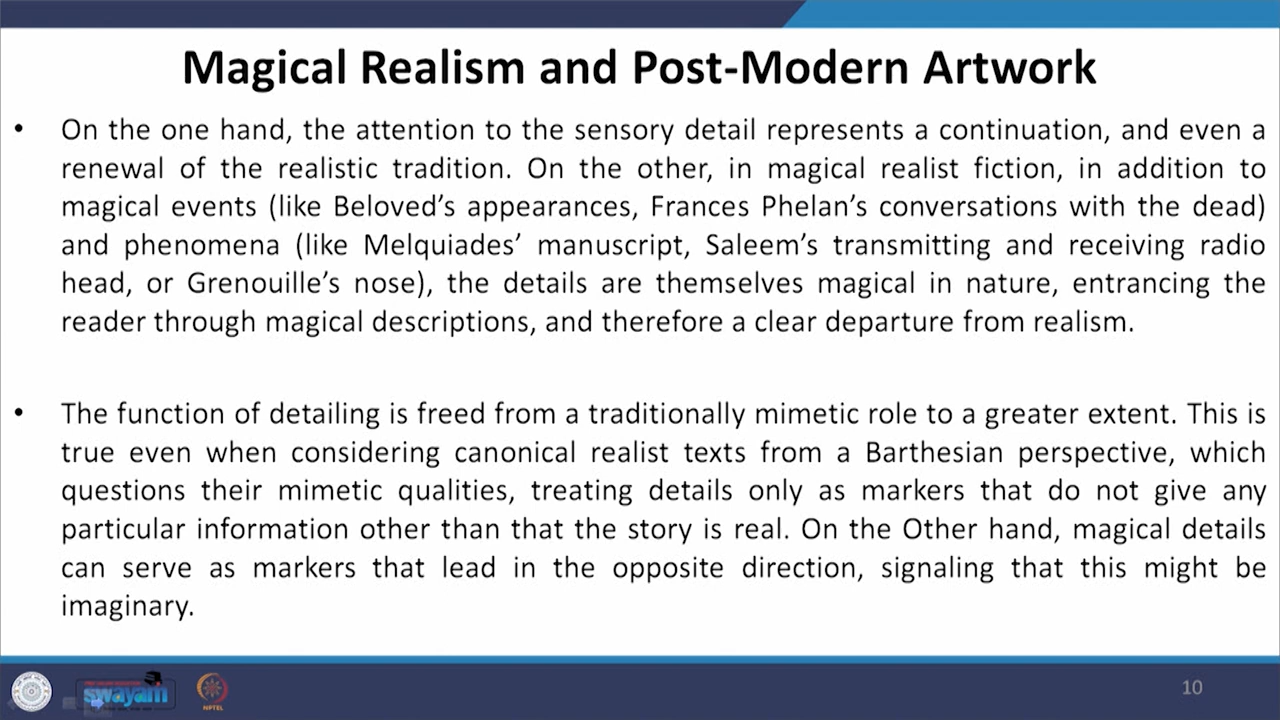 Magical Realism and Post-Modern Artwork
• On the one hand, the attention to the sensory detail represents a continuation, and even a
renewal of the realistic tradition. On the other, in magical realist fiction, in addition to
magical events (like Beloved’s appearances, Frances Phelan’s conversations with the dead)
and phenomena (like Melquiades’ manuscript, Saleem’s transmitting and receiving radio
head, or Grenouille’s nose), the details are themselves magical in nature, entrancing the
reader through magical descriptions, and therefore a clear departure from realism.
• The function of detailing is freed from a traditionally mimetic role to a greater extent. This is
true even when considering canonical realist texts from a Barthesian perspective, which
questions their mimetic qualities, treating details only as markers that do not give any
particular information other than that the story is real. On the Other hand, magical details
can serve as markers that lead in the opposite direction, signaling that this might be
imaginary.
swayam
NPTEL
10